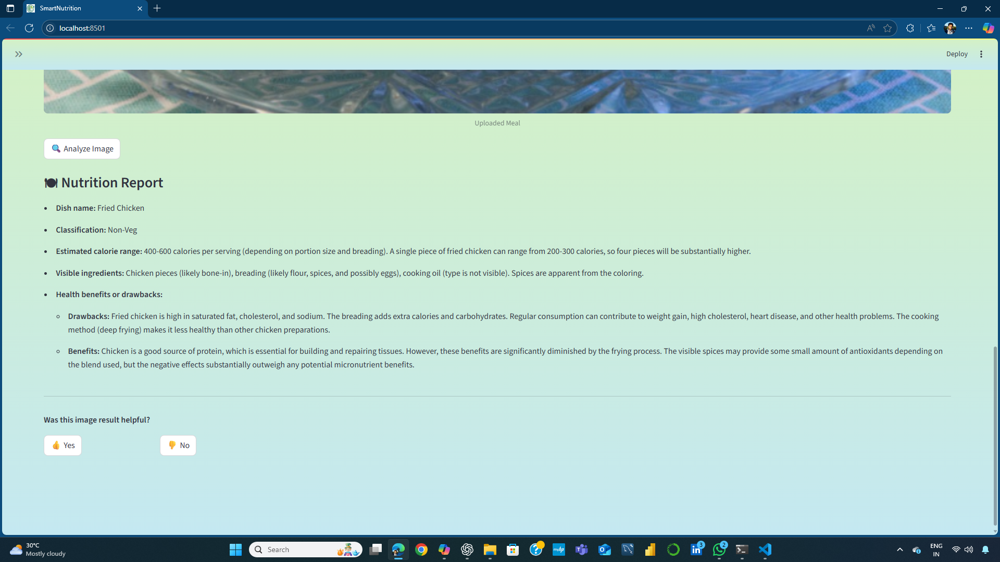 SmartNutrition
localhost:8501
Deploy
Uploaded Meal
🔍 Analyze Image
🍽️ Nutrition Report
• Dish name: Fried Chicken
• Classification: Non-Veg
• Estimated calorie range: 400-600 calories per serving (depending on portion size and breading). A single piece of fried chicken can range from 200-300 calories, so four pieces will be substantially higher.
• Visible ingredients: Chicken pieces (likely bone-in), breading (likely flour, spices, and possibly eggs), cooking oil (type is not visible). Spices are apparent from the coloring.
• Health benefits or drawbacks:
◦ Drawbacks: Fried chicken is high in saturated fat, cholesterol, and sodium. The breading adds extra calories and carbohydrates. Regular consumption can contribute to weight gain, high cholesterol, heart disease, and other health problems. The cooking
method (deep frying) makes it less healthy than other chicken preparations.
◦ Benefits: Chicken is a good source of protein, which is essential for building and repairing tissues. However, these benefits are significantly diminished by the frying process. The visible spices may provide some small amount of antioxidants depending on
the blend used, but the negative effects substantially outweigh any potential micronutrient benefits.
Was this image result helpful?
👍 Yes
👎 No
30°C
Mostly cloudy
Search
myhp
3
2
ENG
IN